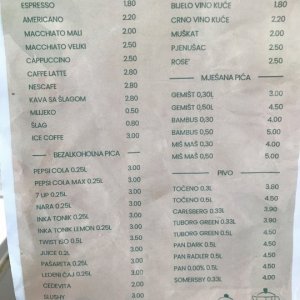 ESPRESSO 1.80
AMERICANO 2.20
MACCHIATO MALI 2.00
MACCHIATO VELIKI 2.50
CAPPUCCINO 2.50
CAFFE LATTE 2.80
NESCAFE 2.80
KAVA SA ŠLAGOM 2.80
MLIJEKO 0.50
ŠLAG 0.80
ICE COFFE 3.00
BEZALKOHOLNA PIĆA
PEPSI COLA 0.25L 3.00
PEPSI COLA MAX 0.25L 3.00
7 UP 0.25L 3.00
NARA 0.25L 3.00
INKA TONIK 0.25L 3.00
INKA TONIK LEMON 0.25L 3.00
TWIST ISO 0.5L
JUICE 0.2L 3.00
PAŠARETA 0.25L 3.00
LEDENI ČAJ 0.25L 3.00
CEDEVITA 2.00
SLUSHY 3.00
BIJELO VINO KUĆE 1.80
CRNO VINO KUĆE 2.20
MUŠKAT 2.00
PJENUŠAC 2.50
ROSE' 2.50
MJEŠANA PIĆA
GEMIŠT 0,30L 3.00
GEMIŠT 0,50L 4.50
BAMBUS 0,30 4.00
BAMBUS 0,50 5.00
MIŠ MAŠ 0,30 4.00
MIŠ MAŠ 0,50 5.00
PIVO
TOČENO 0.3L 3.80
TOČENO 0.5L 4.50
CARLSBERG 0.33L 3.90
TUBORG GREEN 0.33L 3.90
TUBORG GREEN 0.5L 4.50
PAN DARK 0.5L 4.50
PAN RADLER 0.5L 4.50
PAN 0.00% 0.5L 4.50
SOMERSBY 0.33L 4.00